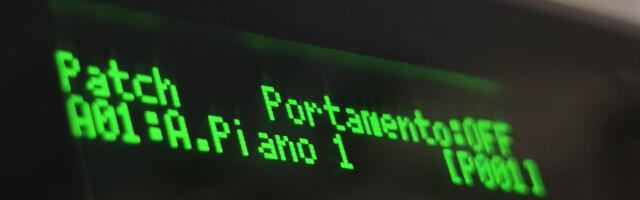 Patch Portamento:OFF
A01:A.Piano 1 [P001]